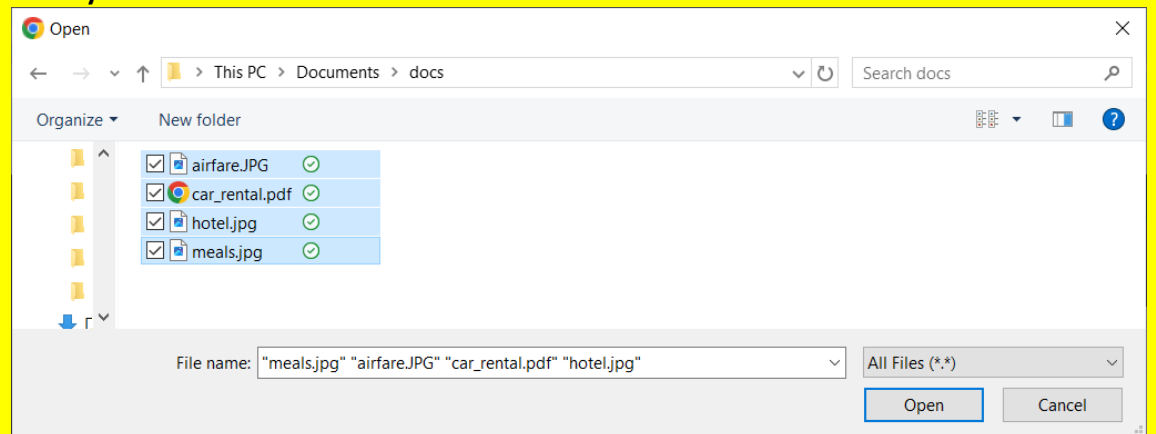 Open
This PC > Documents > docs
Search docs
Organize
New folder
?
airfare.JPG
car_rental.pdf
hotel.jpg
meals.jpg
File name: "meals.jpg" "airfare.JPG" "car_rental.pdf" "hotel.jpg"
All Files (*.*)
Open
Cancel